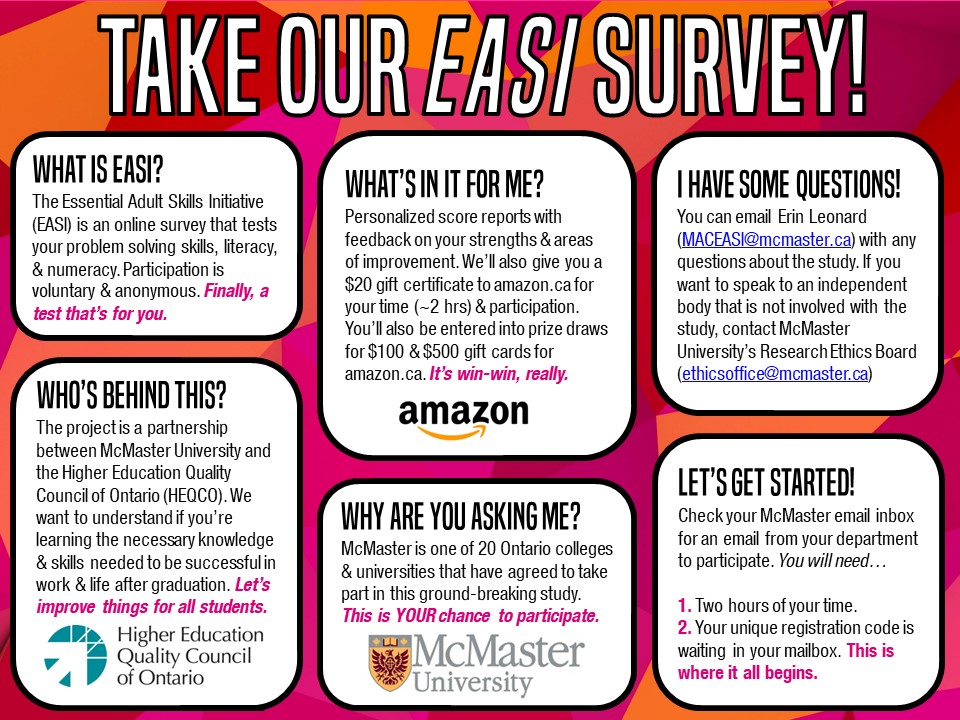 TAKE OUR EASI SURVEY!
WHAT IS EASI?
The Essential Adult Skills Initiative
(EASI) is an online survey that tests
your problem solving skills, literacy,
& numeracy. Participation is
voluntary & anonymous. Finally, a
test that's for you.
WHO'S BEHIND THIS?
The project is a partnership
between McMaster University and
the Higher Education Quality
Council of Ontario (HEQCO). We
want to understand if you're
learning the necessary knowledge
& skills needed to be successful in
work & life after graduation. Let's
improve things for all students.
Higher Education
Quality Council
of Ontario
WHAT'S IN IT FOR ME?
Personalized score reports with
feedback on your strengths & areas
of improvement. We'll also give you a
$20 gift certificate to amazon.ca for
your time (~2 hrs) & participation.
You'll also be entered into prize draws
for $100 & $500 gift cards for
amazon.ca. It's win-win, really.
amazon
WHY ARE YOU ASKING ME?
McMaster is one of 20 Ontario colleges
& universities that have agreed to take
part in this ground-breaking study.
This is YOUR chance to participate.
McMaster
University
I HAVE SOME QUESTIONS!
You can email Erin Leonard
(MACEASI@mcmaster.ca) with any
questions about the study. If you
want to speak to an independent
body that is not involved with the
study, contact McMaster
University's Research Ethics Board
(ethicsoffice@mcmaster.ca)
LET'S GET STARTED!
Check your McMaster email inbox
for an email from your department
to participate. You will need…
1. Two hours of your time.
2. Your unique registration code is
waiting in your mailbox. This is
where it all begins.